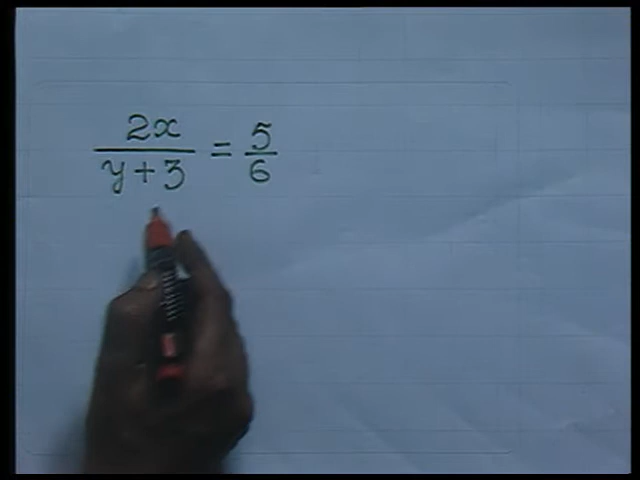 2x/(y+3) = 5/6